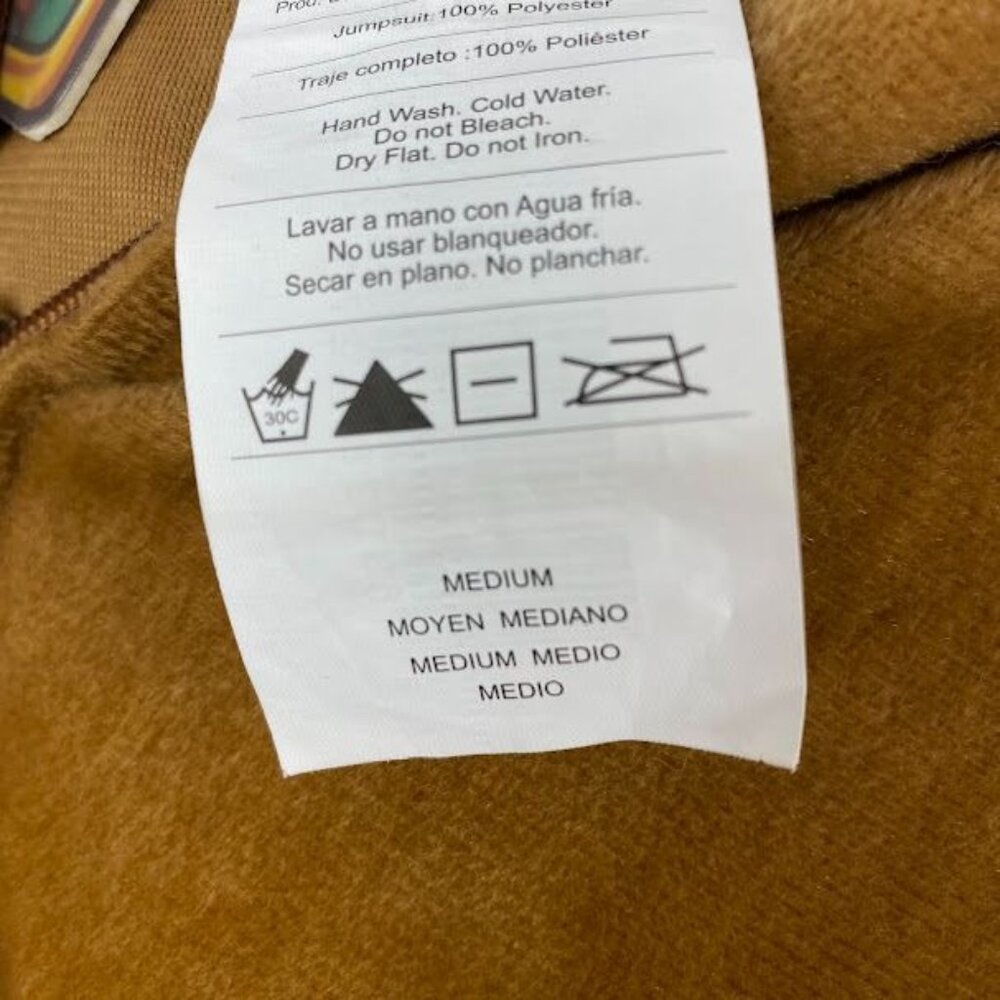 Jumpsuit:100% Polyester
Traje completo :100% Poliéster
Hand Wash. Cold Water.
Do not Bleach.
Dry Flat. Do not Iron.
Lavar a mano con Agua fría.
No usar blanqueador.
Secar en plano. No planchar.
30C
MEDIUM
MOYEN MEDIANO
MEDIUM MEDIO
MEDIO